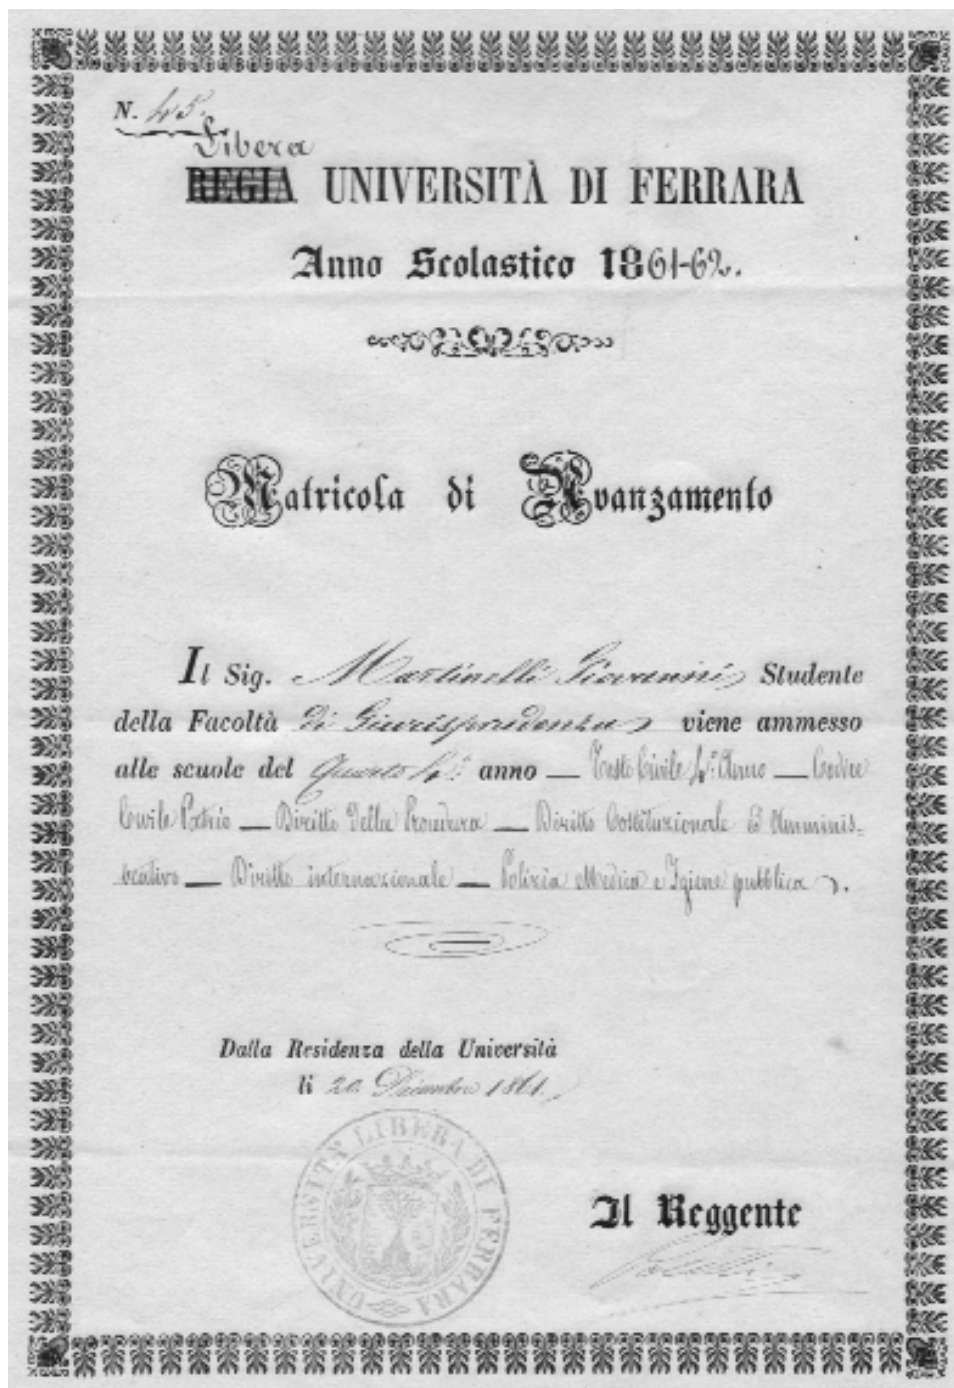 N. 45.
Libera
REGIA UNIVERSITÀ DI FERRARA
Anno Scolastico 1861-62.
Matricola di Avanzamento
Il Sig. Martinelli Giovanni Studente
della Facoltà di Giurisprudenza viene ammesso
alle scuole del Quarto 4.° anno — Testo Civile 4.° Anno — Codice
Civile Patrio — Diritto della Procedura — Diritto Costituzionale ed Amminis-
trativo — Diritto internazionale — Polizia Medica e Igiene pubblica.
Dalla Residenza della Università
li 20 Dicembre 1861.
UNIVERSITÀ LIBERA DI FERRARA
Il Reggente